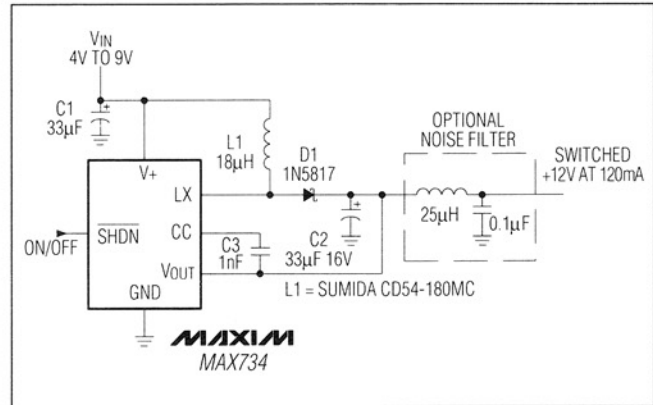 VIN
4V TO 9V
C1
33μF
V+
L1
18μH
D1
1N5817
OPTIONAL
NOISE FILTER
SWITCHED
+12V AT 120mA
25μH
0.1μF
LX
CC
C3
1nF
C2
33μF 16V
ON/OFF
SHDN
VOUT
GND
L1 = SUMIDA CD54-180MC
MAXIM
MAX734